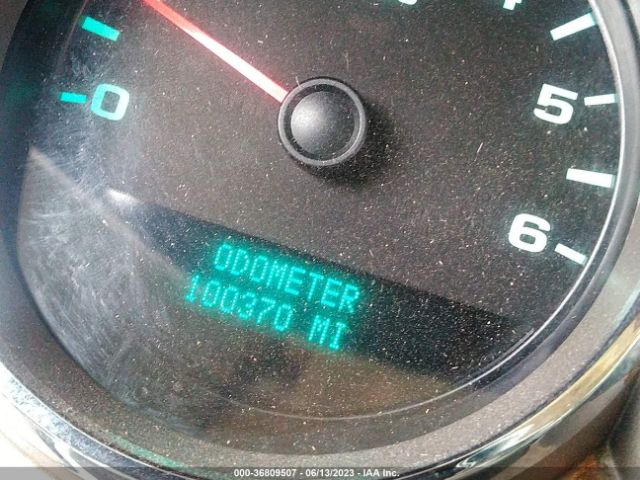 0
5
6
ODOMETER
100370 MI
000-36809507 - 06/13/2023 - IAA Inc.